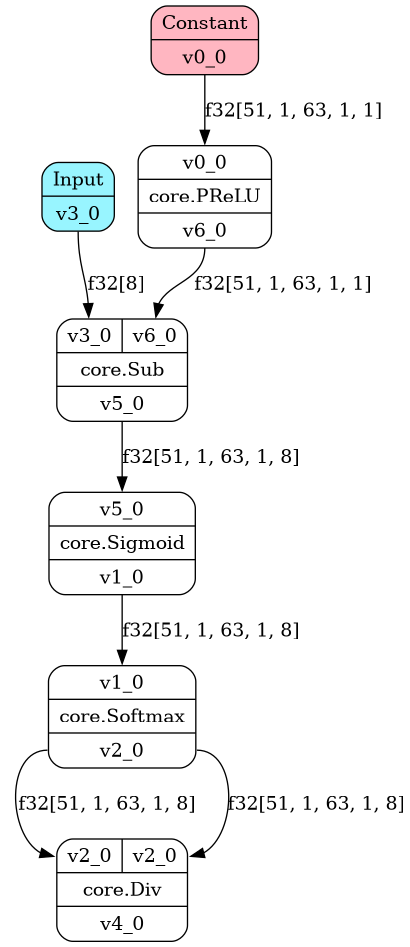 Constant
v0_0
f32[51, 1, 63, 1, 1]
Input
v3_0
v0_0
core.PReLU
v6_0
f32[8]
f32[51, 1, 63, 1, 1]
v3_0 v6_0
core.Sub
v5_0
f32[51, 1, 63, 1, 8]
v5_0
core.Sigmoid
v1_0
f32[51, 1, 63, 1, 8]
v1_0
core.Softmax
v2_0
f32[51, 1, 63, 1, 8] f32[51, 1, 63, 1, 8]
v2_0 v2_0
core.Div
v4_0